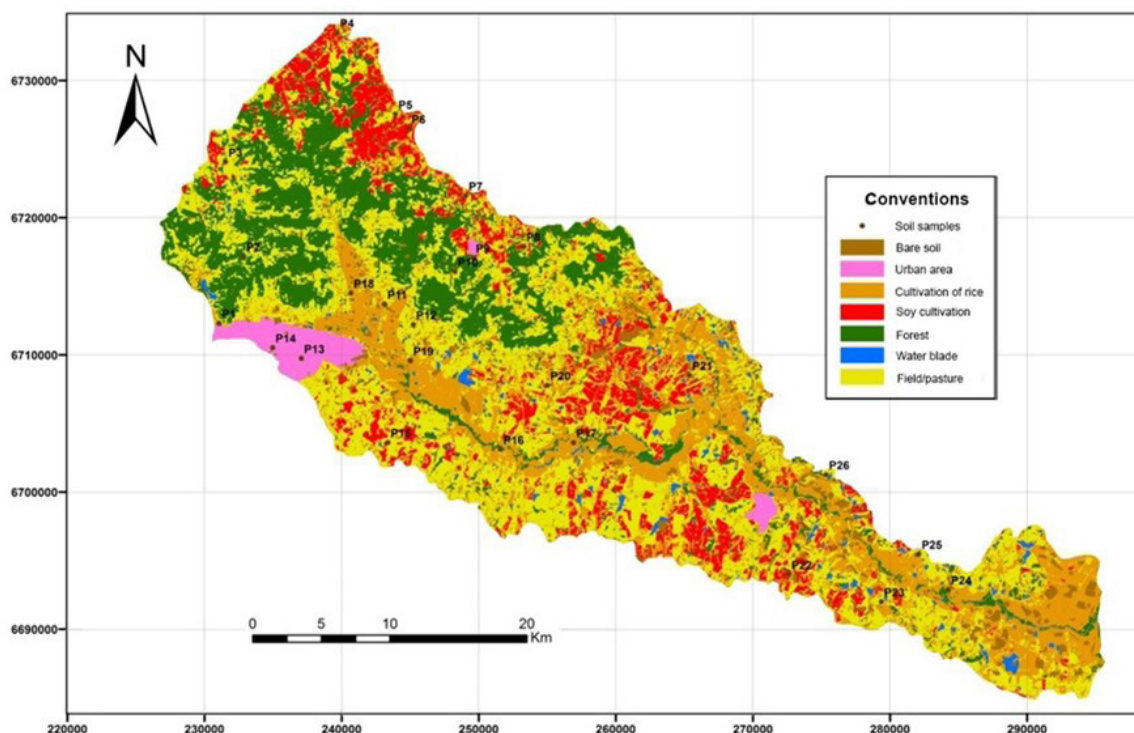 N
P4
6730000
P5
P6
P3
P7
6720000
Conventions
Soil samples
Bare soil
Urban area
Cultivation of rice
Soy cultivation
Forest
Water blade
Field/pasture
P2
P8
P9
P10
P18
P11
P1
P12
P14
P13
6710000
P19
P20
P21
P15
P16
P17
6700000
P26
P25
P22
P24
P23
6690000
0 5 10 20
Km
220000 230000 240000 250000 260000 270000 280000 290000